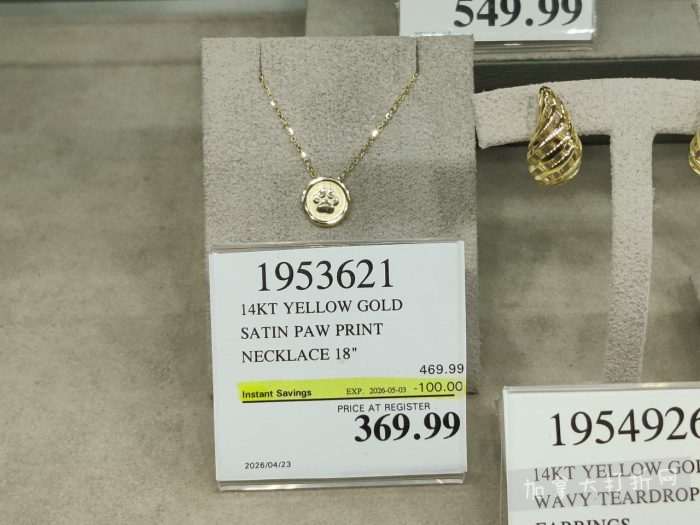 549.99
1953621
14KT YELLOW GOLD
SATIN PAW PRINT
NECKLACE 18"
469.99
Instant Savings EXP. 2026-05-03 -100.00
PRICE AT REGISTER
369.99
2026/04/23
1954926
14KT YELLOW GOL
WAVY TEARDROP
EARRINGS
加拿大打折网